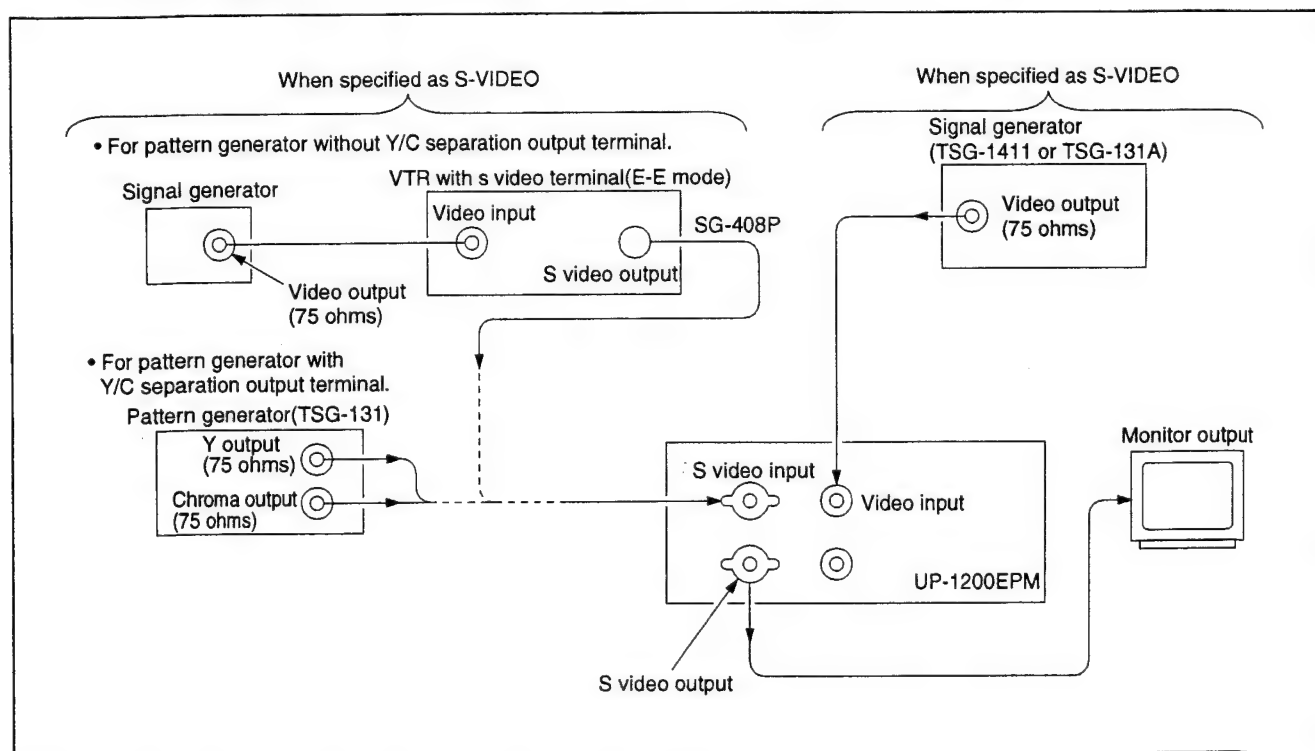 When specified as S-VIDEO
• For pattern generator without Y/C separation output terminal.
Signal generator
VTR with s video terminal(E-E mode)
Video input
SG-408P
S video output
Video output
(75 ohms)
• For pattern generator with
Y/C separation output terminal.
Pattern generator(TSG-131)
Y output
(75 ohms)
Chroma output
(75 ohms)
When specified as S-VIDEO
Signal generator
(TSG-1411 or TSG-131A)
Video output
(75 ohms)
S video input
Video input
UP-1200EPM
S video output
Monitor output